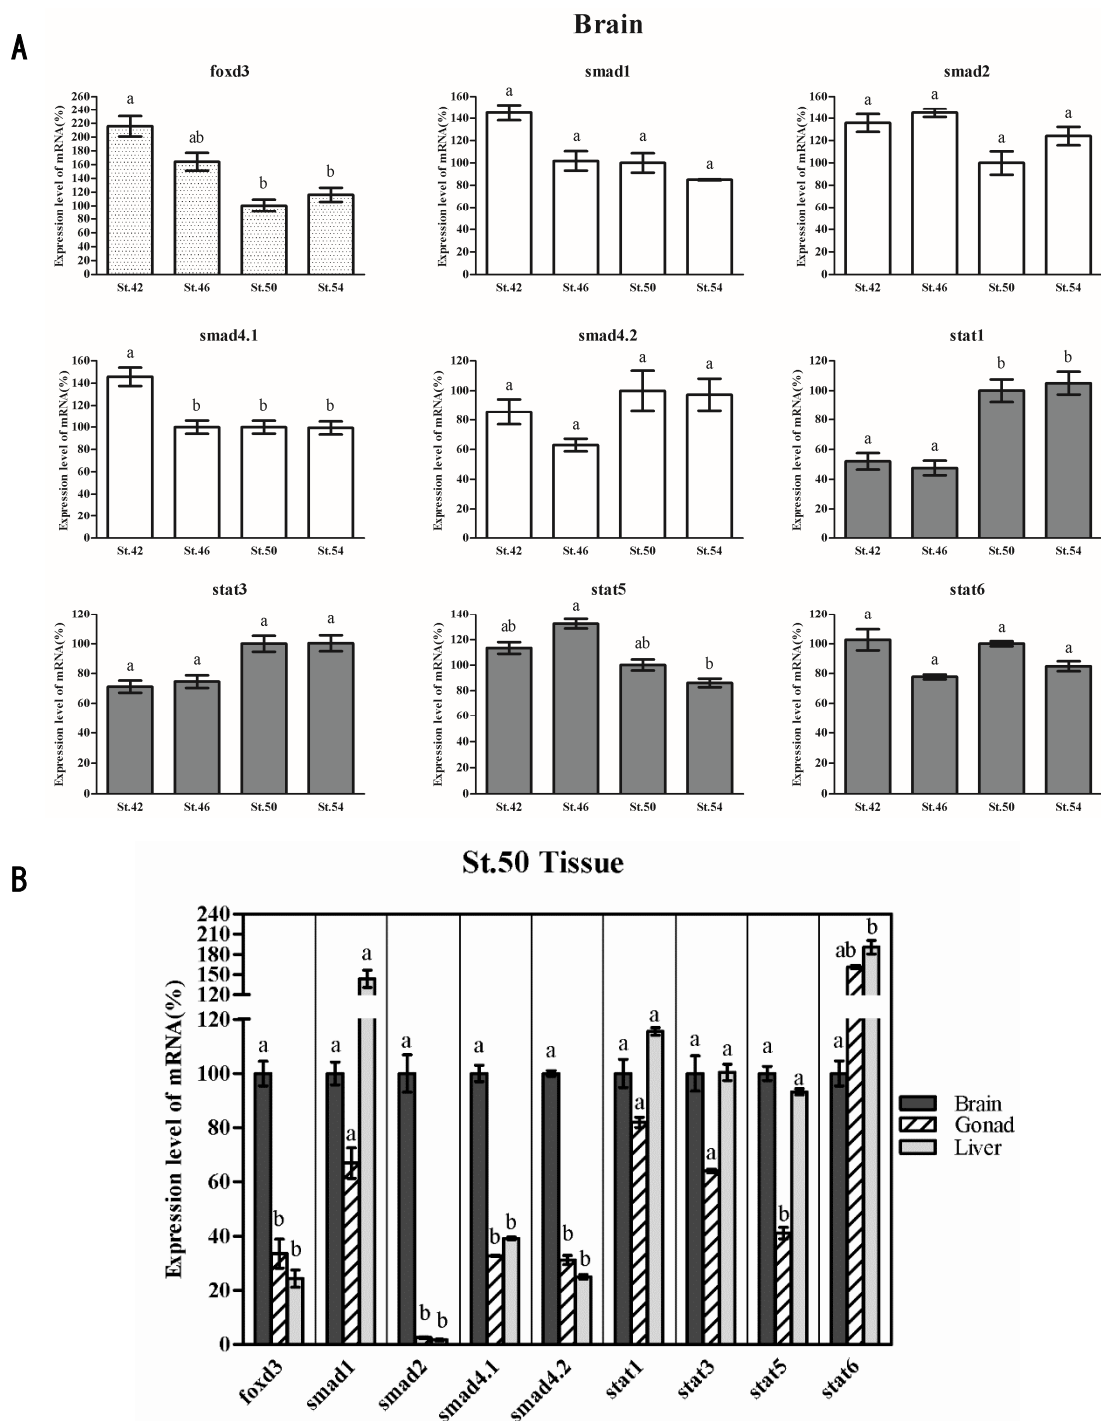 A
Brain
foxd3
Expression level of mRNA(%)
260
240
220
200
180
160
140
120
100
80
60
40
20
0
a
ab
b
b
St.42 St.46 St.50 St.54
smad1
Expression level of mRNA(%)
160
140
120
100
80
60
40
20
0
a
a
a
a
St.42 St.46 St.50 St.54
smad2
Expression level of mRNA(%)
160
140
120
100
80
60
40
20
0
a
a
a
a
St.42 St.46 St.50 St.54
smad4.1
Expression level of mRNA(%)
160
140
120
100
80
60
40
20
0
a
b
b
b
St.42 St.46 St.50 St.54
smad4.2
Expression level of mRNA(%)
120
100
80
60
40
20
0
a
a
a
a
St.42 St.46 St.50 St.54
stat1
Expression level of mRNA(%)
120
100
80
60
40
20
0
a
a
b
b
St.42 St.46 St.50 St.54
stat3
Expression level of mRNA(%)
120
100
80
60
40
20
0
a
a
a
a
St.42 St.46 St.50 St.54
stat5
Expression level of mRNA(%)
140
120
100
80
60
40
20
0
ab
a
ab
b
St.42 St.46 St.50 St.54
stat6
Expression level of mRNA(%)
120
100
80
60
40
20
0
a
a
a
a
St.42 St.46 St.50 St.54
B
St.50 Tissue
Expression level of mRNA(%)
240
210
180
150
120
120
100
80
60
40
20
0
a b b
a a a
a b b
a b b
a b b
a a a
a a a
a b a
a ab b
foxd3 smad1 smad2 smad4.1 smad4.2 stat1 stat3 stat5 stat6
Brain
Gonad
Liver